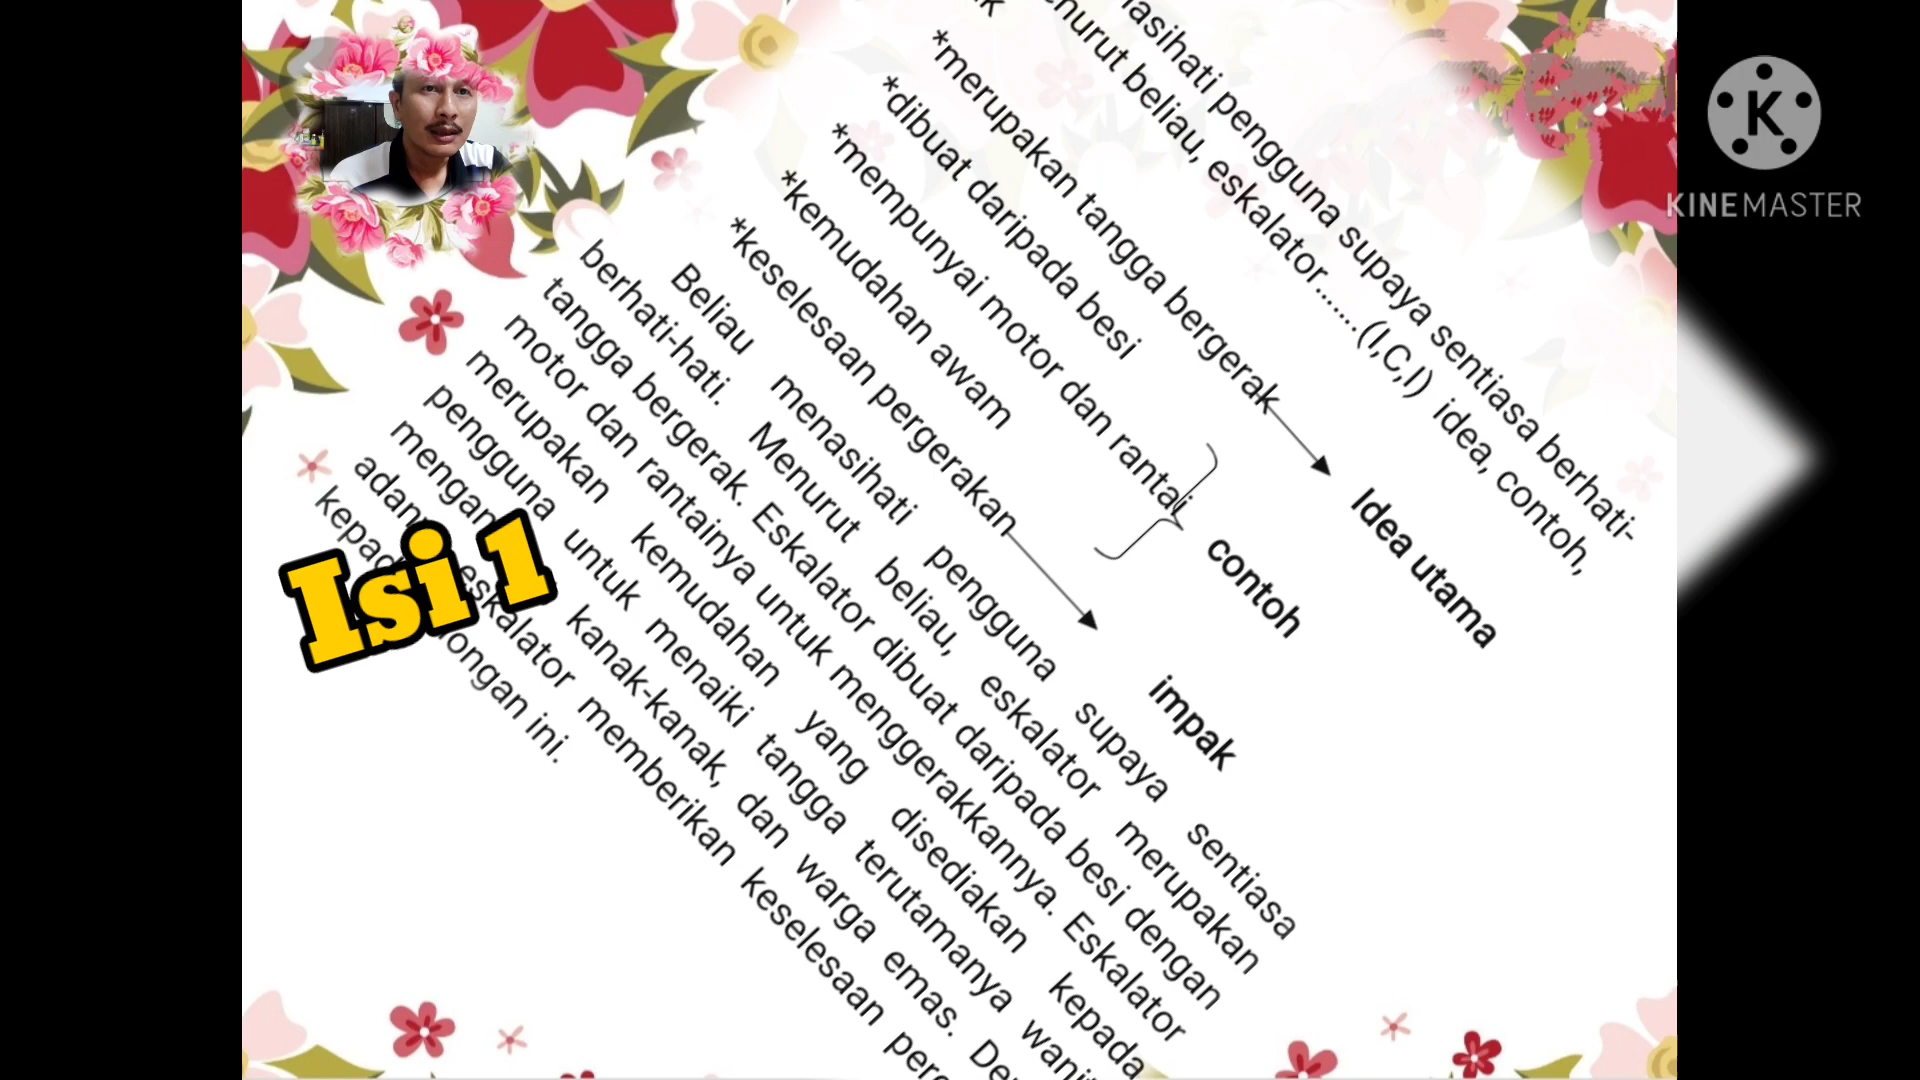 menasihati pengguna supaya sentiasa berhati-
menurut beliau, eskalator.......(I,C,I) idea, contoh,
*merupakan tangga bergerak
Idea utama
*dibuat daripada besi
*mempunyai motor dan rantai
contoh
*kemudahan awam
*keselesaan pergerakan
impak
Beliau menasihati pengguna supaya sentiasa
berhati-hati. Menurut beliau, eskalator merupakan
tangga bergerak. Eskalator dibuat daripada besi dengan
motor dan rantainya untuk menggerakkannya. Eskalator
merupakan kemudahan yang disediakan kepada
pengguna untuk menaiki tangga terutamanya
kanak-kanak, dan warga emas.
eskalator memberikan keselesaan
ini.
Isi 1
K
KINEMASTER